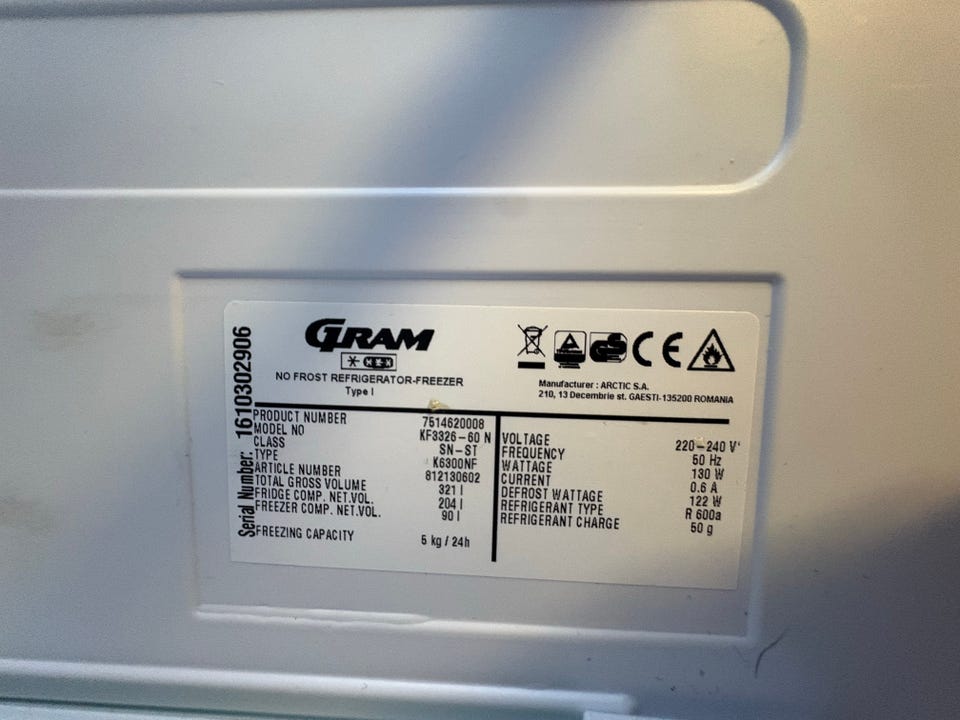 GRAM
NO FROST REFRIGERATOR-FREEZER
Type I
Manufacturer : ARCTIC S.A.
210, 13 Decembrie st. GAESTI-135200 ROMANIA
Serial Number: 1610302906
PRODUCT NUMBER 7514620008
MODEL NO KF3326-60 N
CLASS SN-ST
TYPE K6300NF
ARTICLE NUMBER 812130602
TOTAL GROSS VOLUME 321 l
FRIDGE COMP. NET.VOL. 204 l
FREEZER COMP. NET.VOL. 90 l
FREEZING CAPACITY 5 kg / 24h
VOLTAGE 220-240 V~
FREQUENCY 50 Hz
WATTAGE 130 W
CURRENT 0.6 A
DEFROST WATTAGE 122 W
REFRIGERANT TYPE R 600a
REFRIGERANT CHARGE 50 g